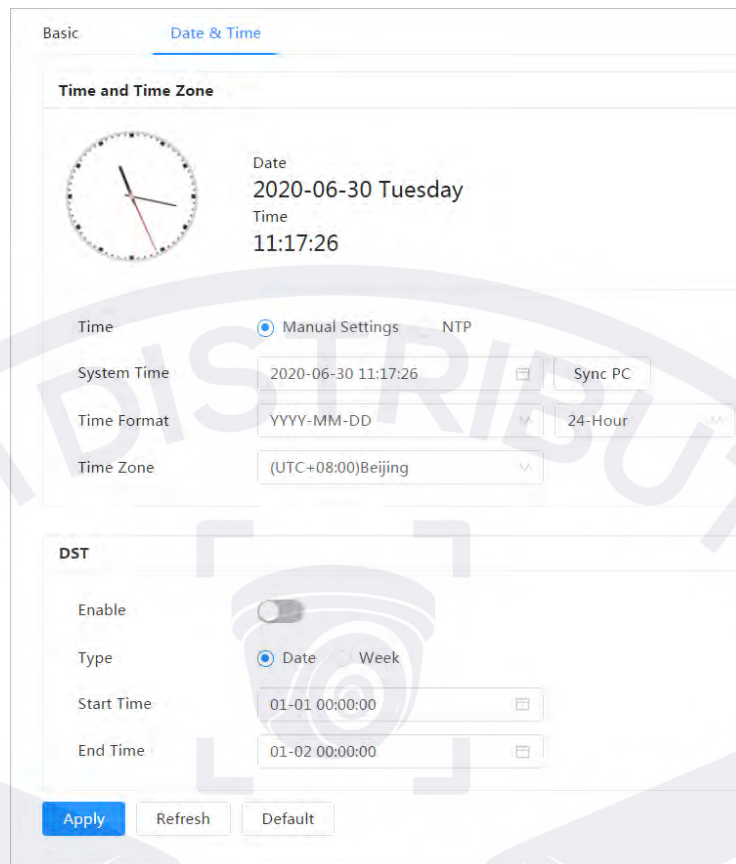 Basic Date & Time
Time and Time Zone
Date
2020-06-30 Tuesday
Time
11:17:26
Time Manual Settings NTP
System Time 2020-06-30 11:17:26 Sync PC
Time Format YYYY-MM-DD 24-Hour
Time Zone (UTC+08:00)Beijing
DISTRIBUT
DST
Enable
Type Date Week
Start Time 01-01 00:00:00
End Time 01-02 00:00:00
Apply Refresh Default